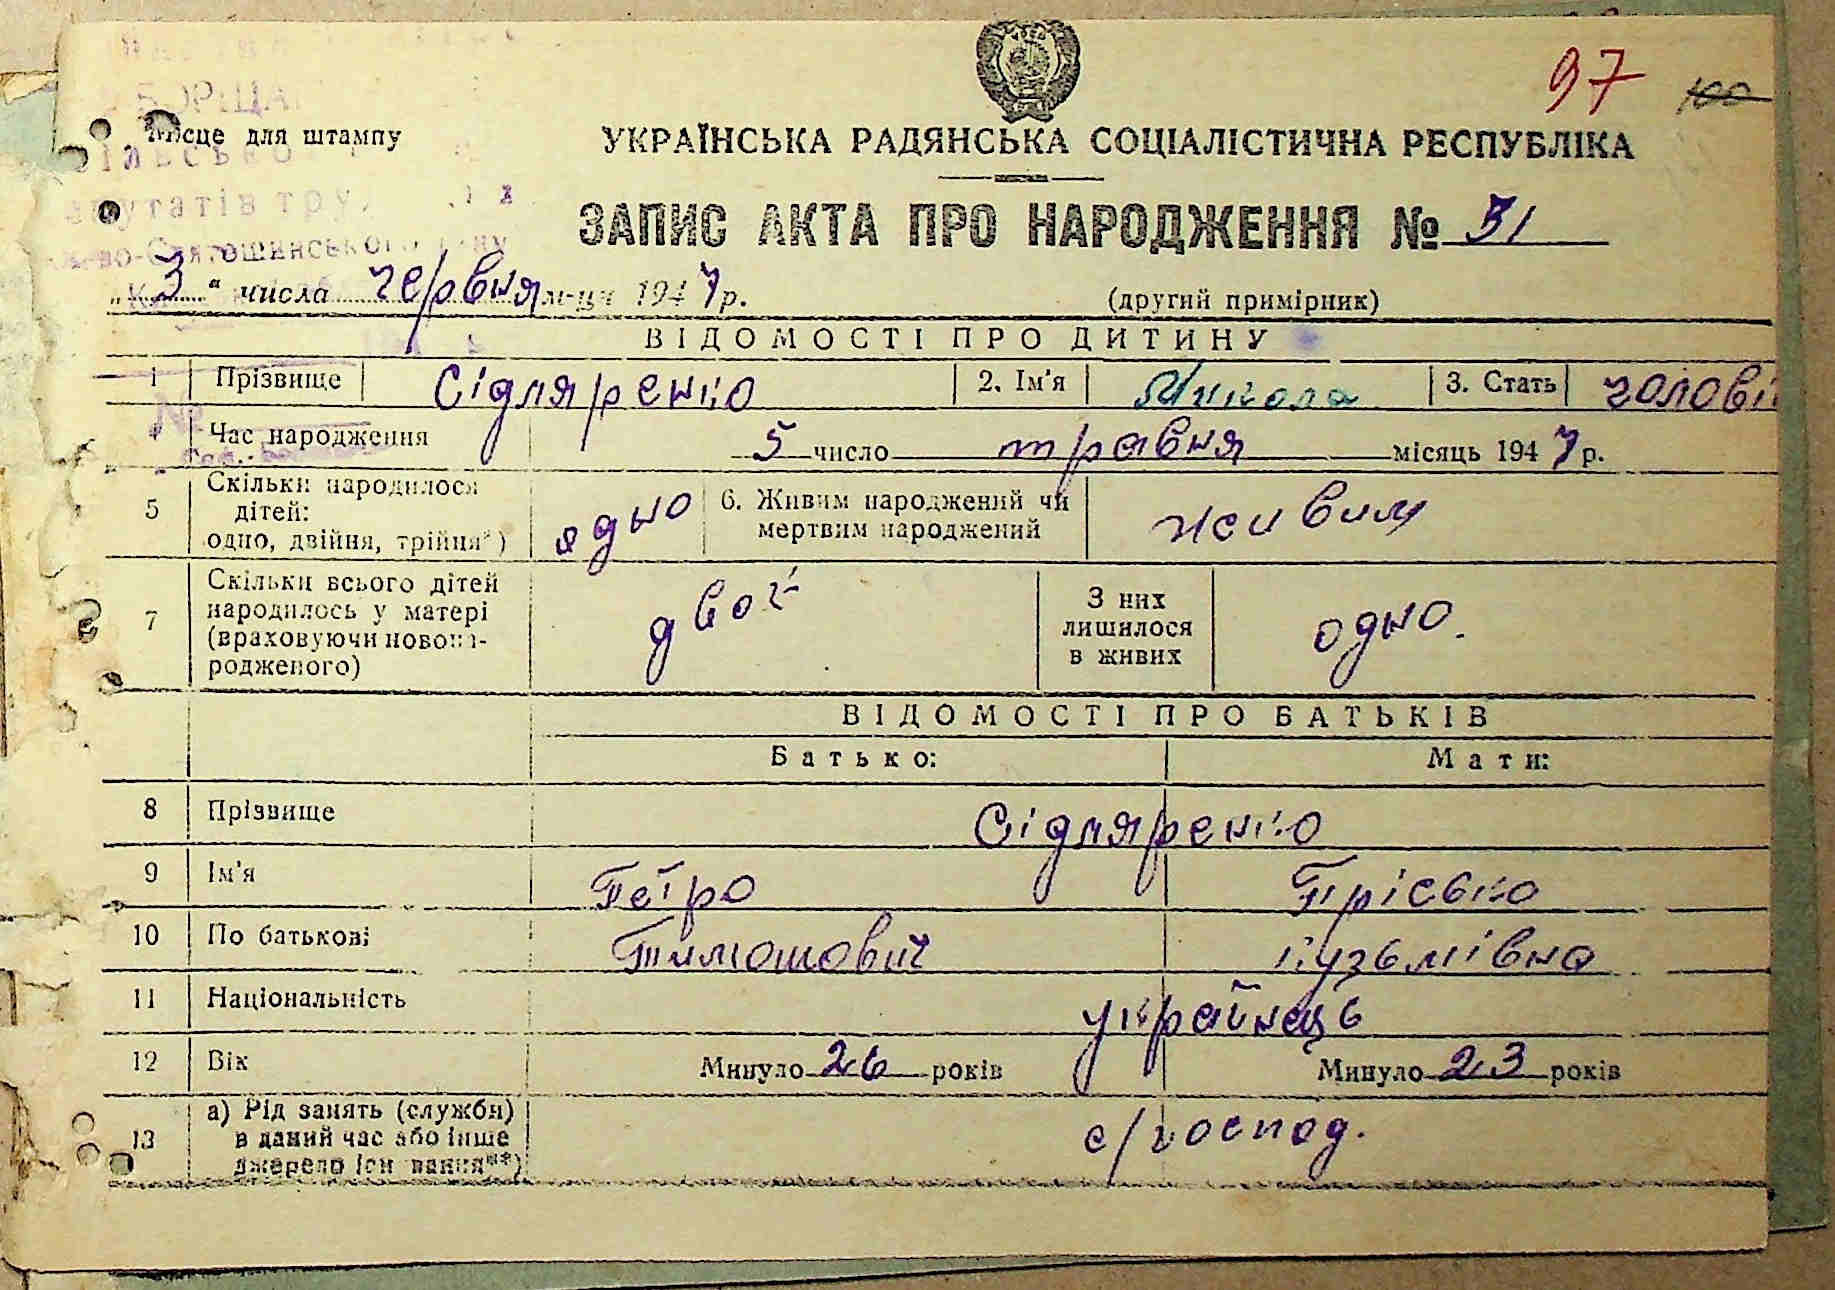 97 100
БОРЩА
Місце для штампу
УКРАЇНСЬКА РАДЯНСЬКА СОЦІАЛІСТИЧНА РЕСПУБЛІКА
ЗАПИС АКТА ПРО НАРОДЖЕННЯ № 31
„3“ числа червня м-ця 1947 р.
(другий примірник)
ВІДОМОСТІ ПРО ДИТИНУ
1 Прізвище Сідляренко 2. Ім'я Микола 3. Стать чолові
4 Час народження 5 число травня місяць 1947 р.
5 Скільки народилося дітей: одно, двійня, трійня*) ядно 6. Живим народжений чи мертвим народжений живим
7 Скільки всього дітей народилось у матері (враховуючи новона-родженого) двоє З них лишилося в живих одно.
ВІДОМОСТІ ПРО БАТЬКІВ
Батько: Мати:
8 Прізвище Сідляренко
9 Ім'я Петро
10 По батькові Тимошович Кузьмівна
11 Національність українець
12 Вік Минуло 26 років Минуло 23 років
13 а) Рід занять (служби) в даний час або інше джерело існування**) с/господ.